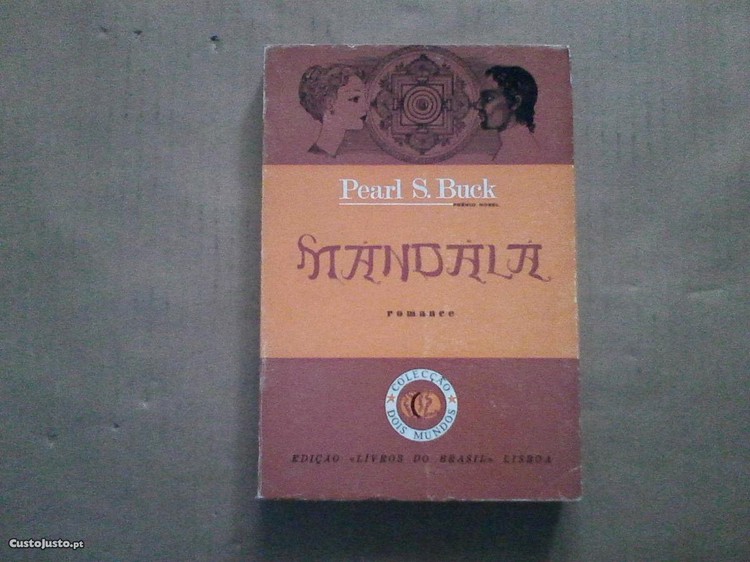 Pearl S. Buck
PRÉMIO NOBEL
MANDALA
romance
COLECÇÃO
DOIS MUNDOS
EDIÇÃO «LIVROS DO BRASIL» LISBOA
CustoJusto.pt